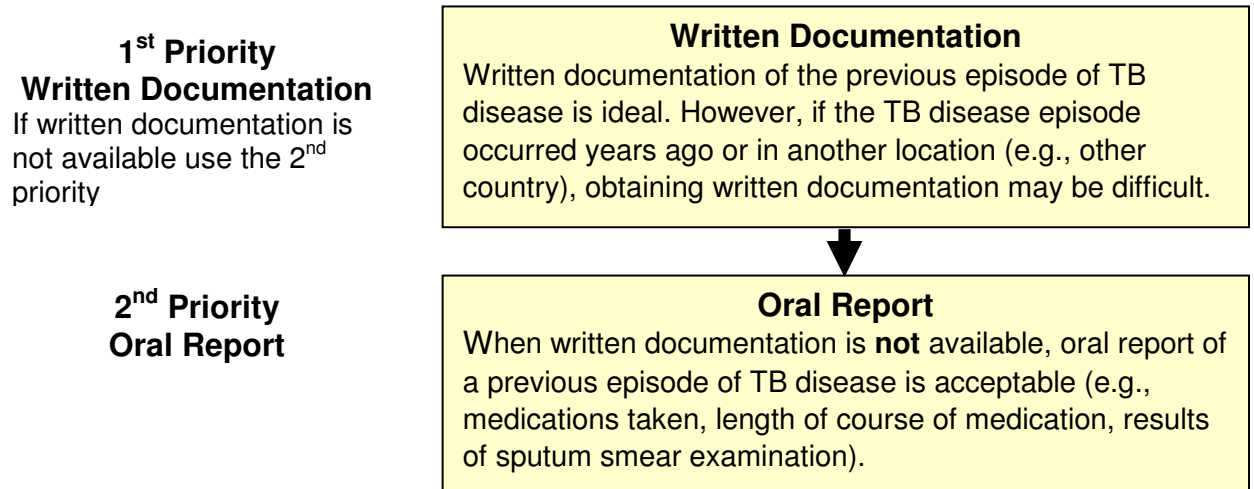 1st Priority
Written Documentation
If written documentation is
not available use the 2nd
priority
Written Documentation
Written documentation of the previous episode of TB
disease is ideal. However, if the TB disease episode
occurred years ago or in another location (e.g., other
country), obtaining written documentation may be difficult.
2nd Priority
Oral Report
Oral Report
When written documentation is not available, oral report of
a previous episode of TB disease is acceptable (e.g.,
medications taken, length of course of medication, results
of sputum smear examination).